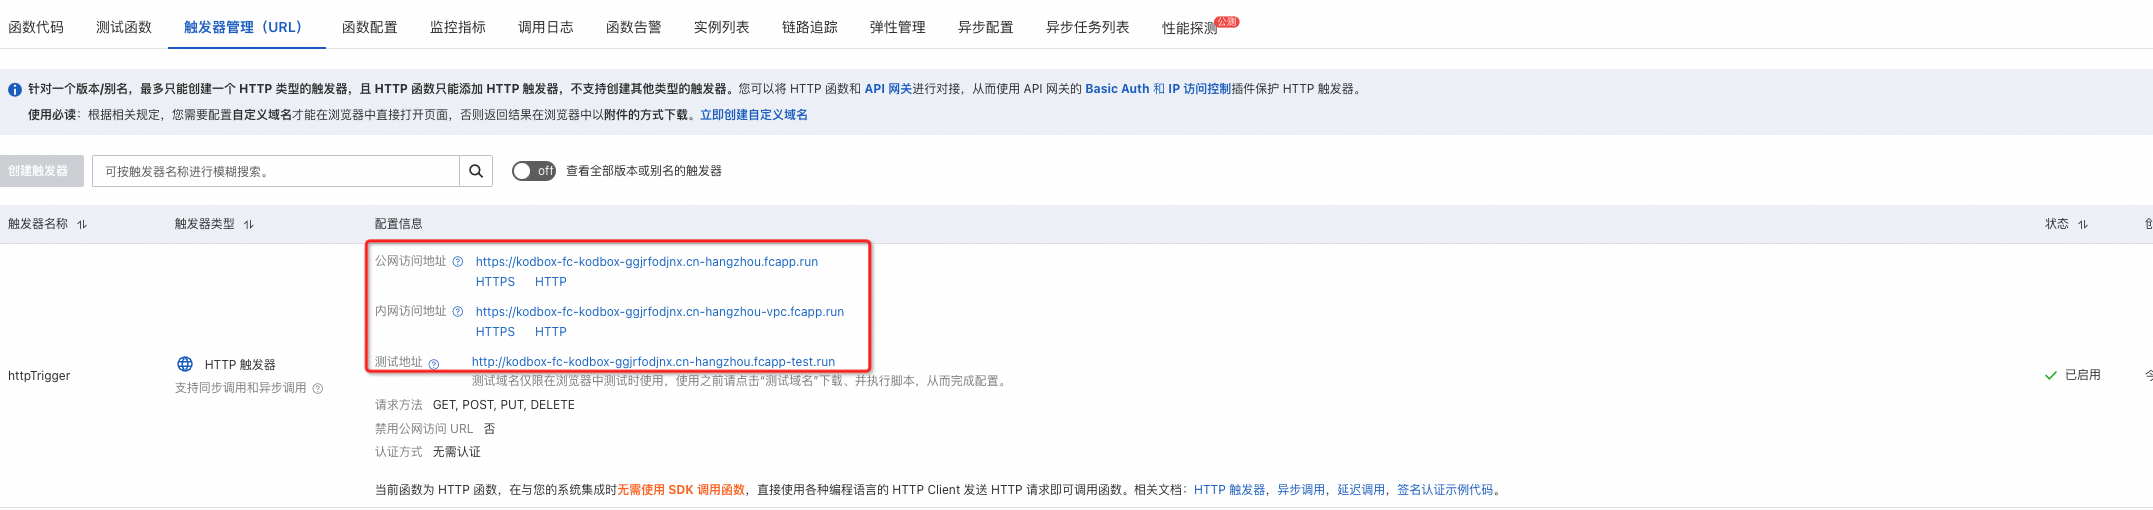 函数代码 测试函数 触发器管理（URL） 函数配置 监控指标 调用日志 函数告警 实例列表 链路追踪 弹性管理 异步配置 异步任务列表 性能探测 公测
针对一个版本/别名，最多只能创建一个 HTTP 类型的触发器，且 HTTP 函数只能添加 HTTP 触发器，不支持创建其他类型的触发器。您可以将 HTTP 函数和 API 网关进行对接，从而使用 API 网关的 Basic Auth 和 IP 访问控制插件保护 HTTP 触发器。
使用必读：根据相关规定，您需要配置自定义域名才能在浏览器中直接打开页面，否则返回结果在浏览器中以附件的方式下载。立即创建自定义域名
创建触发器 可按触发器名称进行模糊搜索。 off 查看全部版本或别名的触发器
触发器名称 触发器类型 配置信息 状态
公网访问地址 https://kodbox-fc-kodbox-ggjrfodjnx.cn-hangzhou.fcapp.run
HTTPS HTTP
内网访问地址 https://kodbox-fc-kodbox-ggjrfodjnx.cn-hangzhou-vpc.fcapp.run
HTTPS HTTP
测试地址 http://kodbox-fc-kodbox-ggjrfodjnx.cn-hangzhou.fcapp-test.run
HTTP 触发器
httpTrigger 已启用
测试域名仅限在浏览器中测试时使用，使用之前请点击“测试域名”下载、并执行脚本，从而完成配置。
支持同步调用和异步调用
请求方法 GET, POST, PUT, DELETE
禁用公网访问 URL 否
认证方式 无需认证
当前函数为 HTTP 函数，在与您的系统集成时无需使用 SDK 调用函数，直接使用各种编程语言的 HTTP Client 发送 HTTP 请求即可调用函数。相关文档：HTTP 触发器，异步调用，延迟调用，签名认证示例代码。